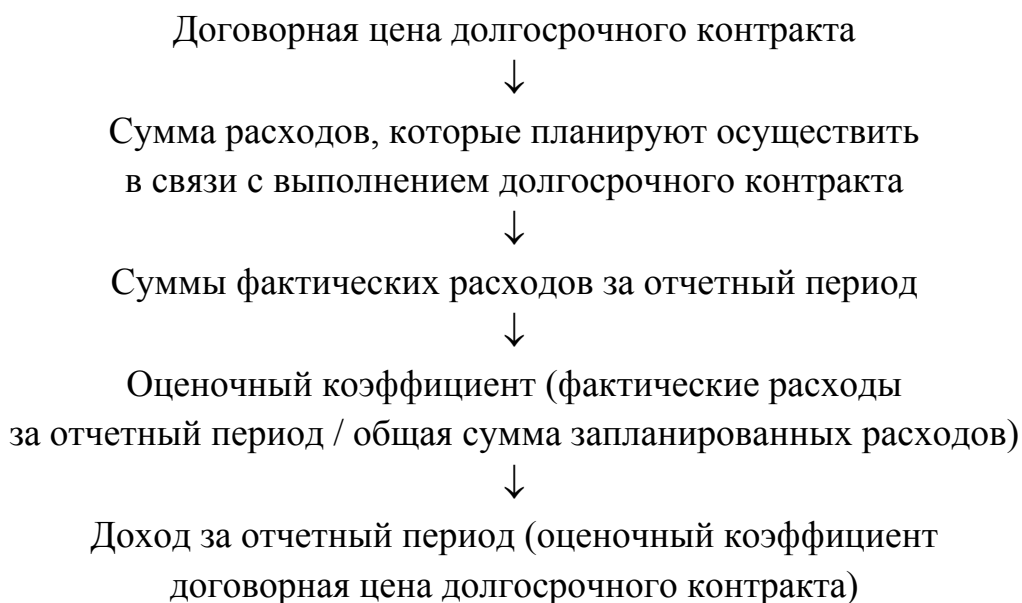 Договорная цена долгосрочного контракта
↓
Сумма расходов, которые планируют осуществить
в связи с выполнением долгосрочного контракта
↓
Суммы фактических расходов за отчетный период
↓
Оценочный коэффициент (фактические расходы
за отчетный период / общая сумма запланированных расходов)
↓
Доход за отчетный период (оценочный коэффициент
договорная цена долгосрочного контракта)